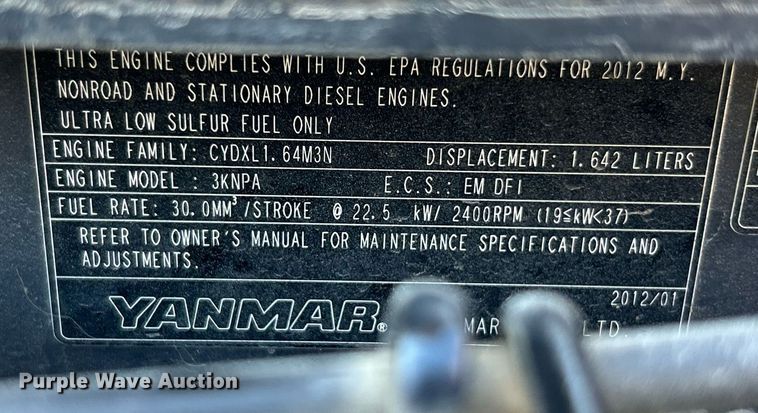 THIS ENGINE COMPLIES WITH U.S. EPA REGULATIONS FOR 2012 M.Y.
NONROAD AND STATIONARY DIESEL ENGINES.
ULTRA LOW SULFUR FUEL ONLY
ENGINE FAMILY: CYDXL1.64M3N DISPLACEMENT: 1.642 LITERS
ENGINE MODEL : 3KNPA E.C.S.: EM DFI
FUEL RATE: 30.0MM³/STROKE @ 22.5 kW/ 2400RPM (19≤kW<37)
REFER TO OWNER'S MANUAL FOR MAINTENANCE SPECIFICATIONS AND
ADJUSTMENTS.
2012/01
YANMAR® LTD.
Purple Wave Auction